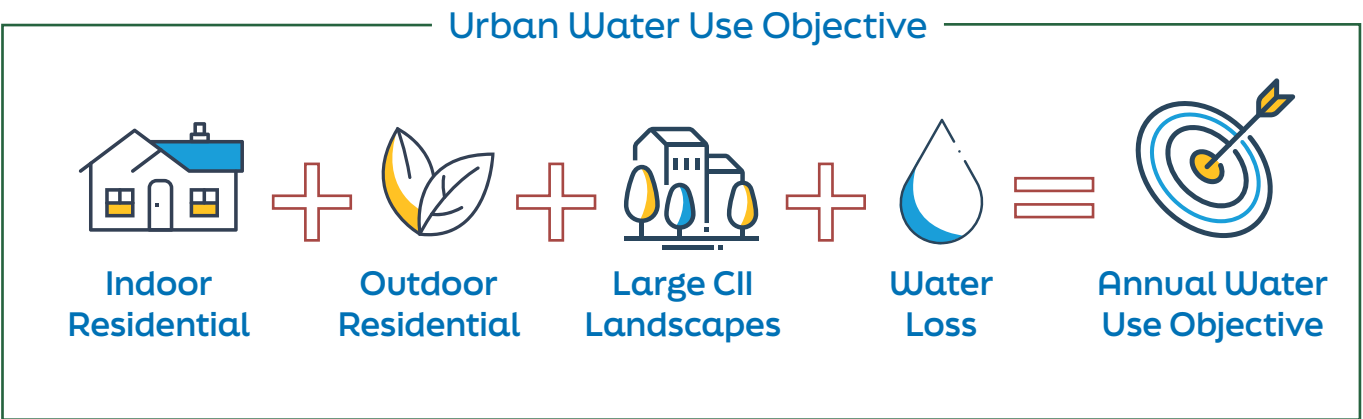 Urban Water Use Objective
Indoor
Residential
Outdoor
Residential
Large CII
Landscapes
Water
Loss
Annual Water
Use Objective